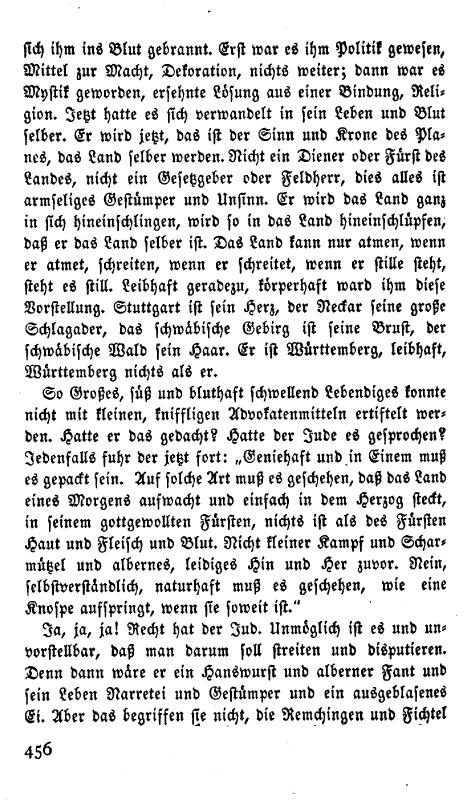 sich ihm ins Blut gebrannt. Erst war es ihm Politik gewesen,
Mittel zur Macht, Dekoration, nichts weiter; dann war es
Mystik geworden, ersehnte Lösung aus einer Bindung, Reli-
gion. Jetzt hatte es sich verwandelt in sein Leben und Blut
selber. Er wird jetzt, das ist der Sinn und Krone des Pla-
nes, das Land selber werden. Nicht ein Diener oder Fürst des
Landes, nicht ein Gesetzgeber oder Feldherr, dies alles ist
armseliges Gestümper und Unsinn. Er wird das Land ganz
in sich hineinschlingen, wird so in das Land hineinschlüpfen,
daß er das Land selber ist. Das Land kann nur atmen, wenn
er atmet, schreiten, wenn er schreitet, wenn er stille steht,
steht es still. Leibhaft geradezu, körperhaft ward ihm diese
Vorstellung. Stuttgart ist sein Herz, der Neckar seine große
Schlagader, das schwäbische Gebirg ist seine Brust, der
schwäbische Wald sein Haar. Er ist Württemberg, leibhaft,
Württemberg nichts als er.
So Großes, süß und bluthaft schwellend Lebendiges konnte
nicht mit kleinen, kniffligen Advokatenmitteln ertiftelt wer-
den. Hatte er das gedacht? Hatte der Jude es gesprochen?
Jedenfalls fuhr der jetzt fort: „Geniehaft und in Einem muß
es gepackt sein. Auf solche Art muß es geschehen, daß das Land
eines Morgens aufwacht und einfach in dem Herzog steckt,
in seinem gottgewollten Fürsten, nichts ist als des Fürsten
Haut und Fleisch und Blut. Nicht kleiner Kampf und Schar-
mützel und albernes, leidiges Hin und Her zuvor. Nein,
selbstverständlich, naturhaft muß es geschehen, wie eine
Knospe aufspringt, wenn sie soweit ist.“
Ja, ja, ja! Recht hat der Jud. Unmöglich ist es und un-
vorstellbar, daß man darum soll streiten und disputieren.
Denn dann wäre er ein Hanswurst und alberner Fant und
sein Leben Narretei und Gestümper und ein ausgeblasenes
Ei. Aber das begriffen sie nicht, die Remchingen und Fichtel
456